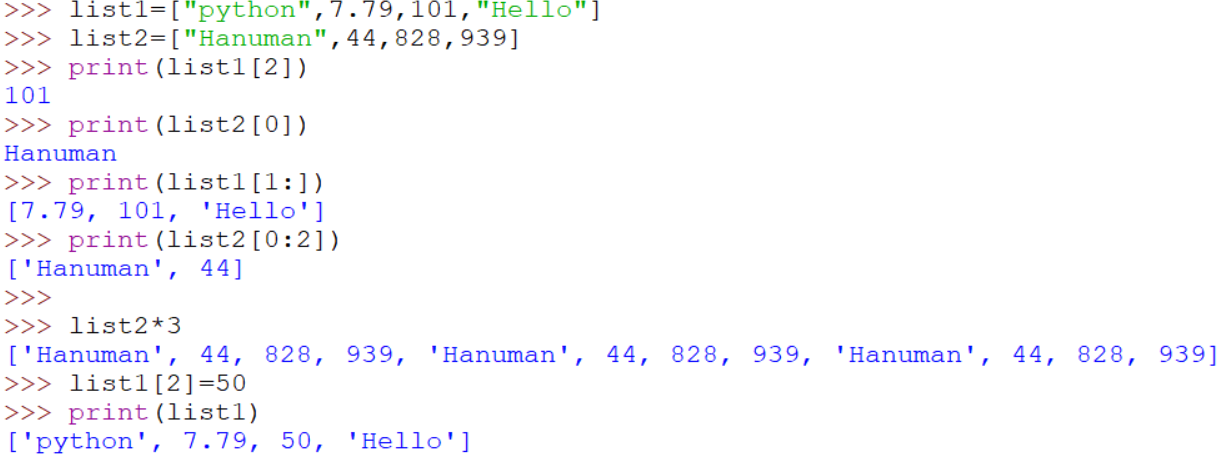 >>> list1=["python",7.79,101,"Hello"]
>>> list2=["Hanuman",44,828,939]
>>> print(list1[2])
101
>>> print(list2[0])
Hanuman
>>> print(list1[1:])
[7.79, 101, 'Hello']
>>> print(list2[0:2])
['Hanuman', 44]
>>>
>>> list2*3
['Hanuman', 44, 828, 939, 'Hanuman', 44, 828, 939, 'Hanuman', 44, 828, 939]
>>> list1[2]=50
>>> print(list1)
['python', 7.79, 50, 'Hello']